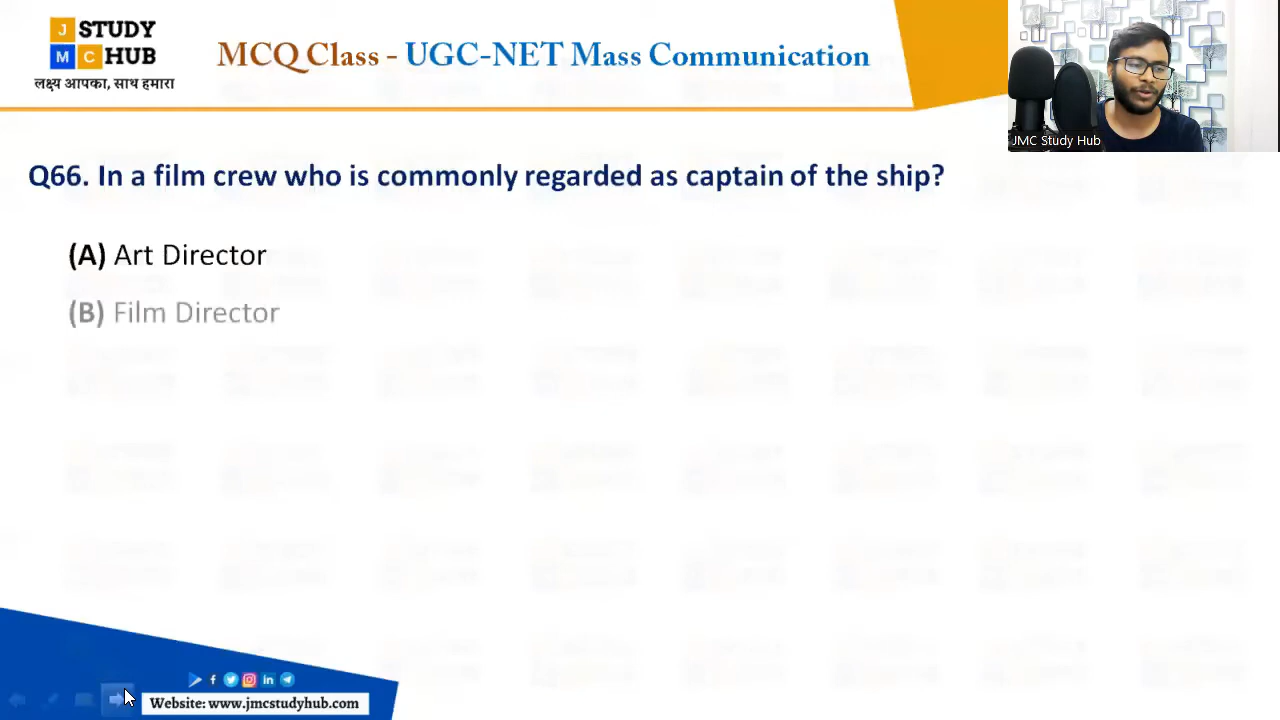 J STUDY
MC HUB
लक्ष्य आपका, साथ हमारा
MCQ Class - UGC-NET Mass Communication
JMC Study Hub
Q66. In a film crew who is commonly regarded as captain of the ship?
(A) Art Director
(B) Film Director
Website: www.jmcstudyhub.com